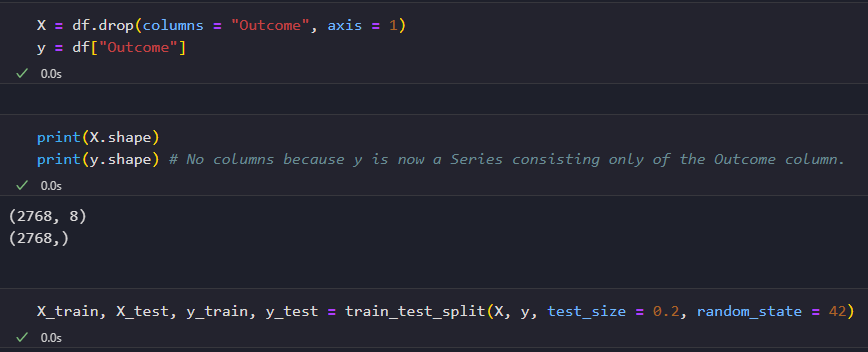 X = df.drop(columns = "Outcome", axis = 1)
y = df["Outcome"]
✓ 0.0s
print(X.shape)
print(y.shape) # No columns because y is now a Series consisting only of the Outcome column.
✓ 0.0s
(2768, 8)
(2768,)
X_train, X_test, y_train, y_test = train_test_split(X, y, test_size = 0.2, random_state = 42)
✓ 0.0s